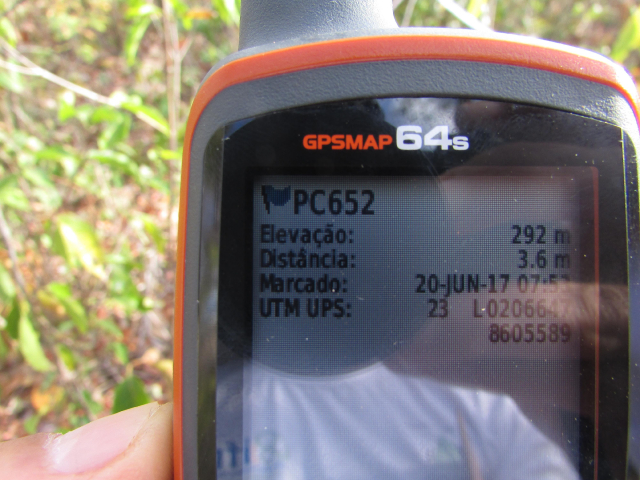 GPSMAP 64s
PC652
Elevação: 292 m
Distância: 3.6 m
Marcado: 20-JUN-17
UTM UPS: 23 L
8605589